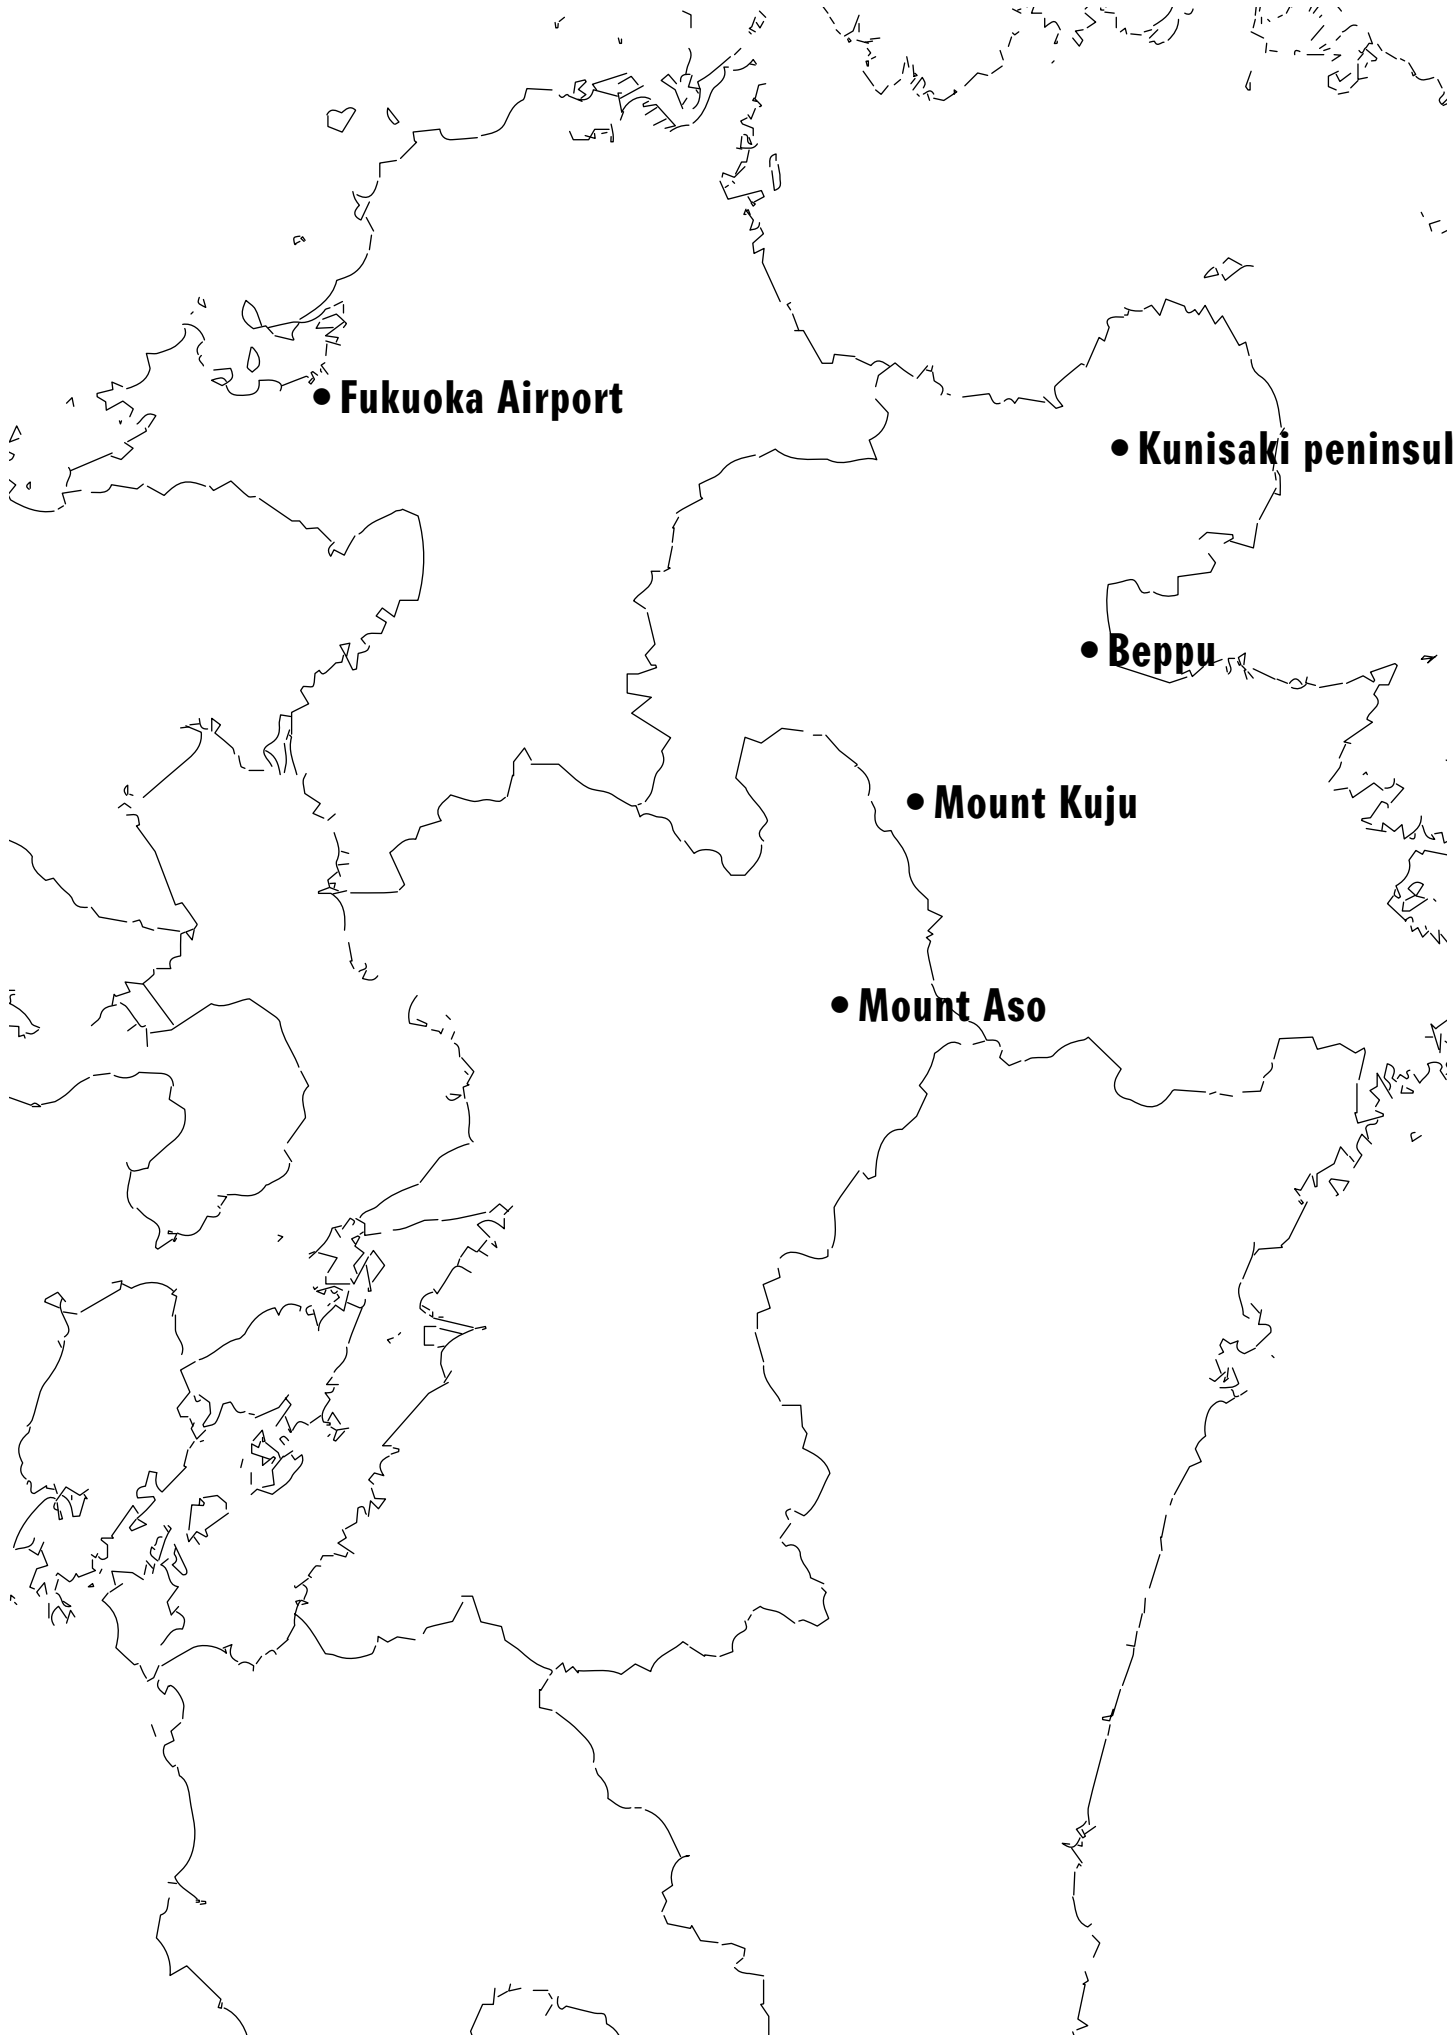 Fukuoka Airport
Kunisaki peninsul
Beppu
Mount Kuju
Mount Aso